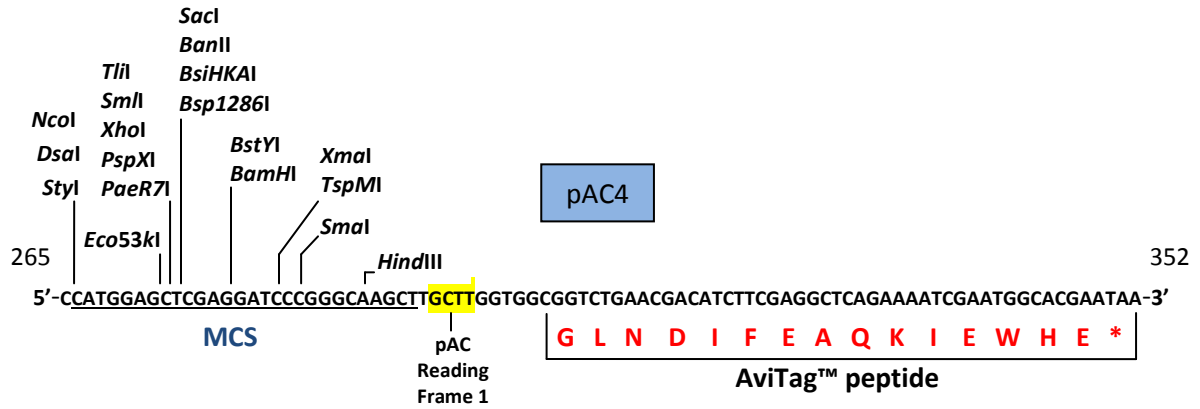 SacI
BanII
BsiHKAI
Bsp1286I
TliI
SmlI
XhoI
PspXI
PaeR7I
NcoI
DsaI
StyI
BstYI
BamHI
XmaI
TspMI
pAC4
Eco53kI
SmaI
HindIII
265
352
5’-CCATGGAGCTCGAGGATCCCGGGCAAGCTTGCTTGGTGGCGGTCTGAACGACATCTTCGAGGCTCAGAAAATCGAATGGCACGAATAA-3’
MCS
pAC
Reading
Frame 1
G L N D I F E A Q K I E W H E *
AviTag™ peptide